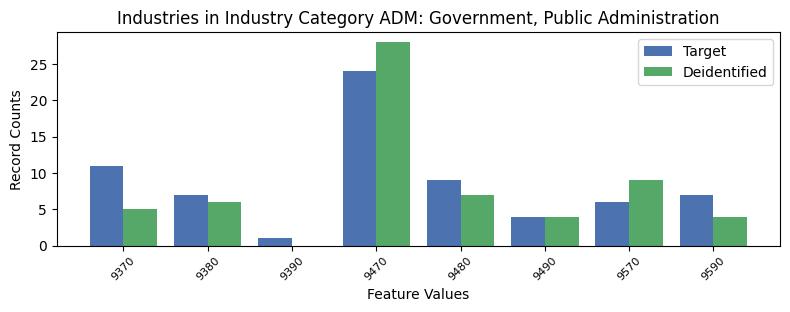 Industries in Industry Category ADM: Government, Public Administration
Target
Deidentified
Record Counts
25
20
15
10
5
0
9370 9380 9390 9470 9480 9490 9570 9590
Feature Values